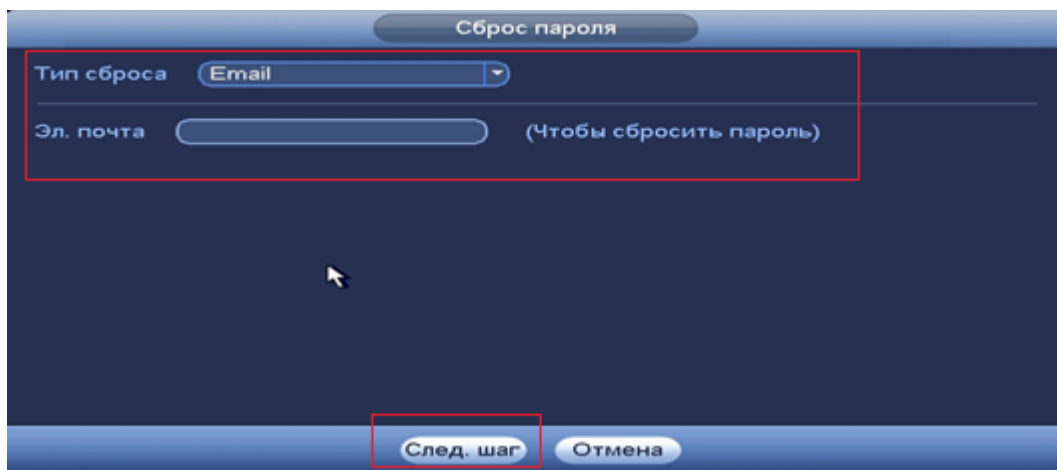 Сброс пароля
Тип сброса Email
Эл. почта (Чтобы сбросить пароль)
След. шаг Отмена